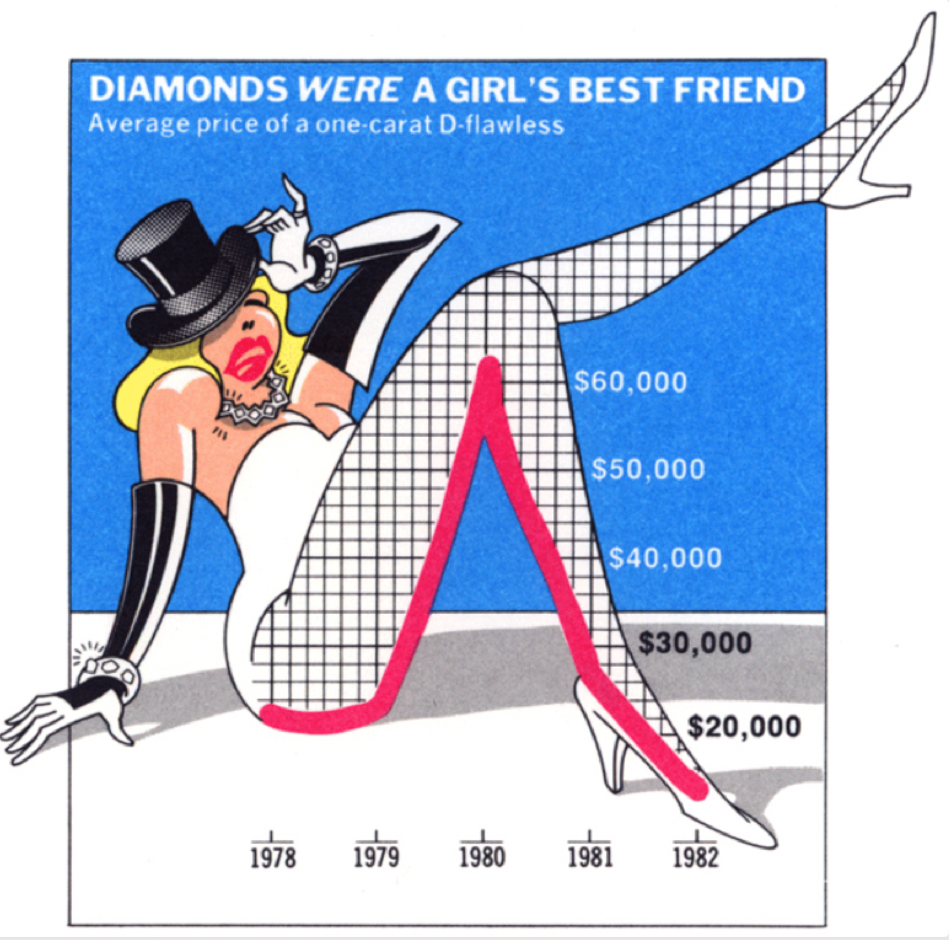 DIAMONDS WERE A GIRL'S BEST FRIEND
Average price of a one-carat D-flawless
$60,000
$50,000
$40,000
$30,000
$20,000
1978 1979 1980 1981 1982